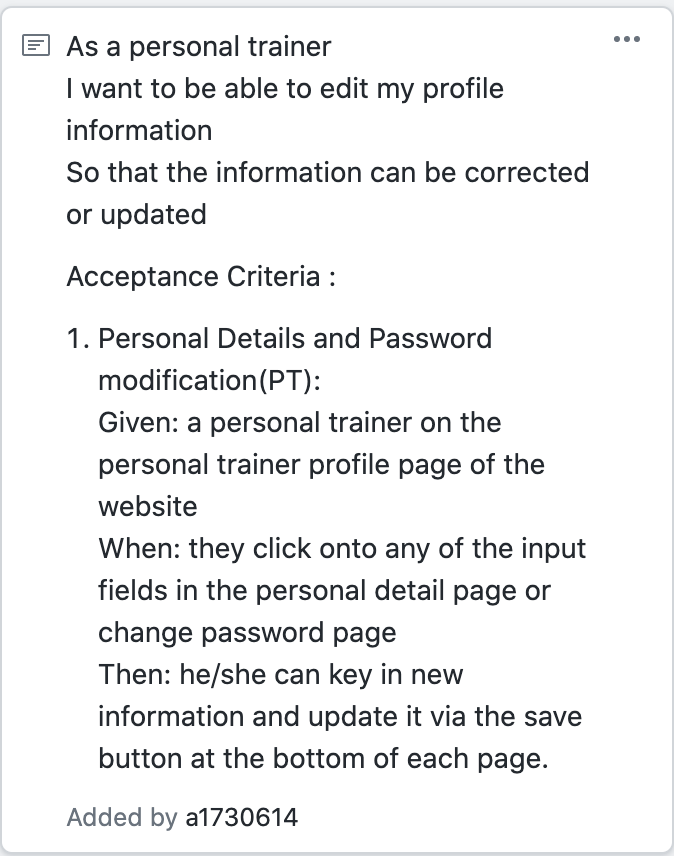 As a personal trainer
I want to be able to edit my profile
information
So that the information can be corrected
or updated
Acceptance Criteria :
1. Personal Details and Password
modification(PT):
Given: a personal trainer on the
personal trainer profile page of the
website
When: they click onto any of the input
fields in the personal detail page or
change password page
Then: he/she can key in new
information and update it via the save
button at the bottom of each page.
Added by a1730614